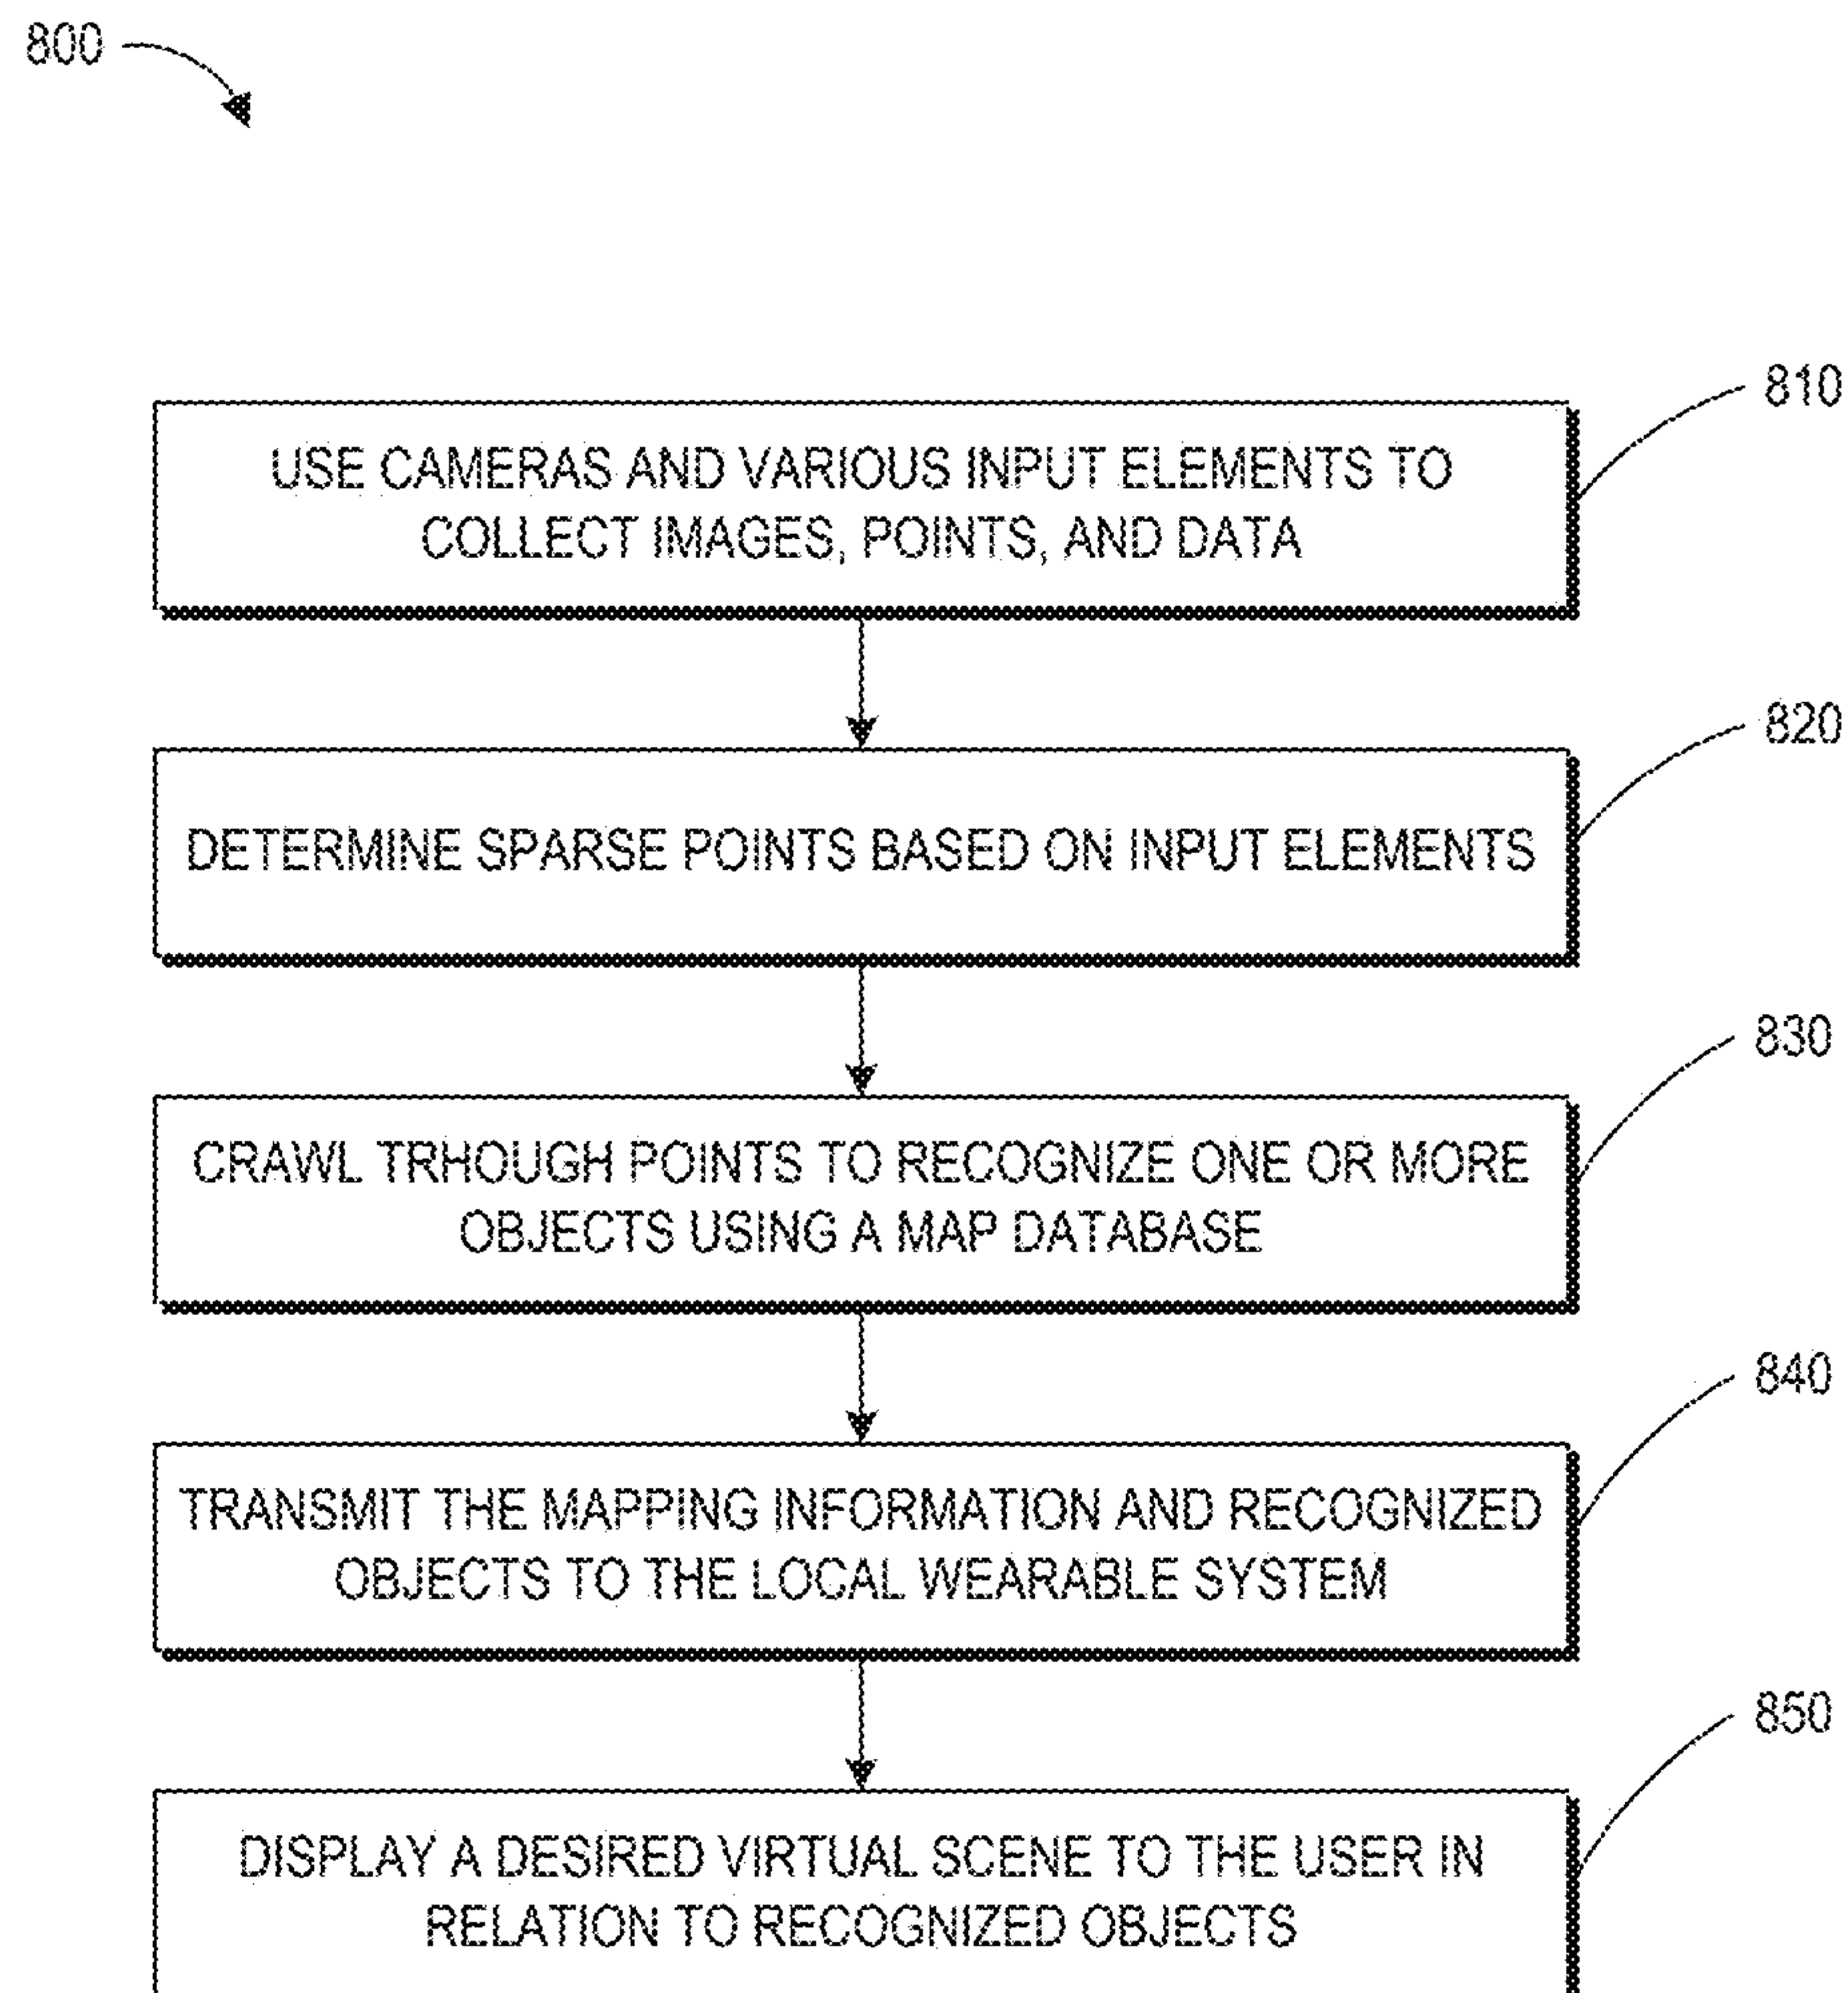 800
810
USE CAMERAS AND VARIOUS INPUT ELEMENTS TO
COLLECT IMAGES, POINTS, AND DATA
820
DETERMINE SPARSE POINTS BASED ON INPUT ELEMENTS
830
CRAWL TRHOUGH POINTS TO RECOGNIZE ONE OR MORE
OBJECTS USING A MAP DATABASE
840
TRANSMIT THE MAPPING INFORMATION AND RECOGNIZED
OBJECTS TO THE LOCAL WEARABLE SYSTEM
850
DISPLAY A DESIRED VIRTUAL SCENE TO THE USER IN
RELATION TO RECOGNIZED OBJECTS